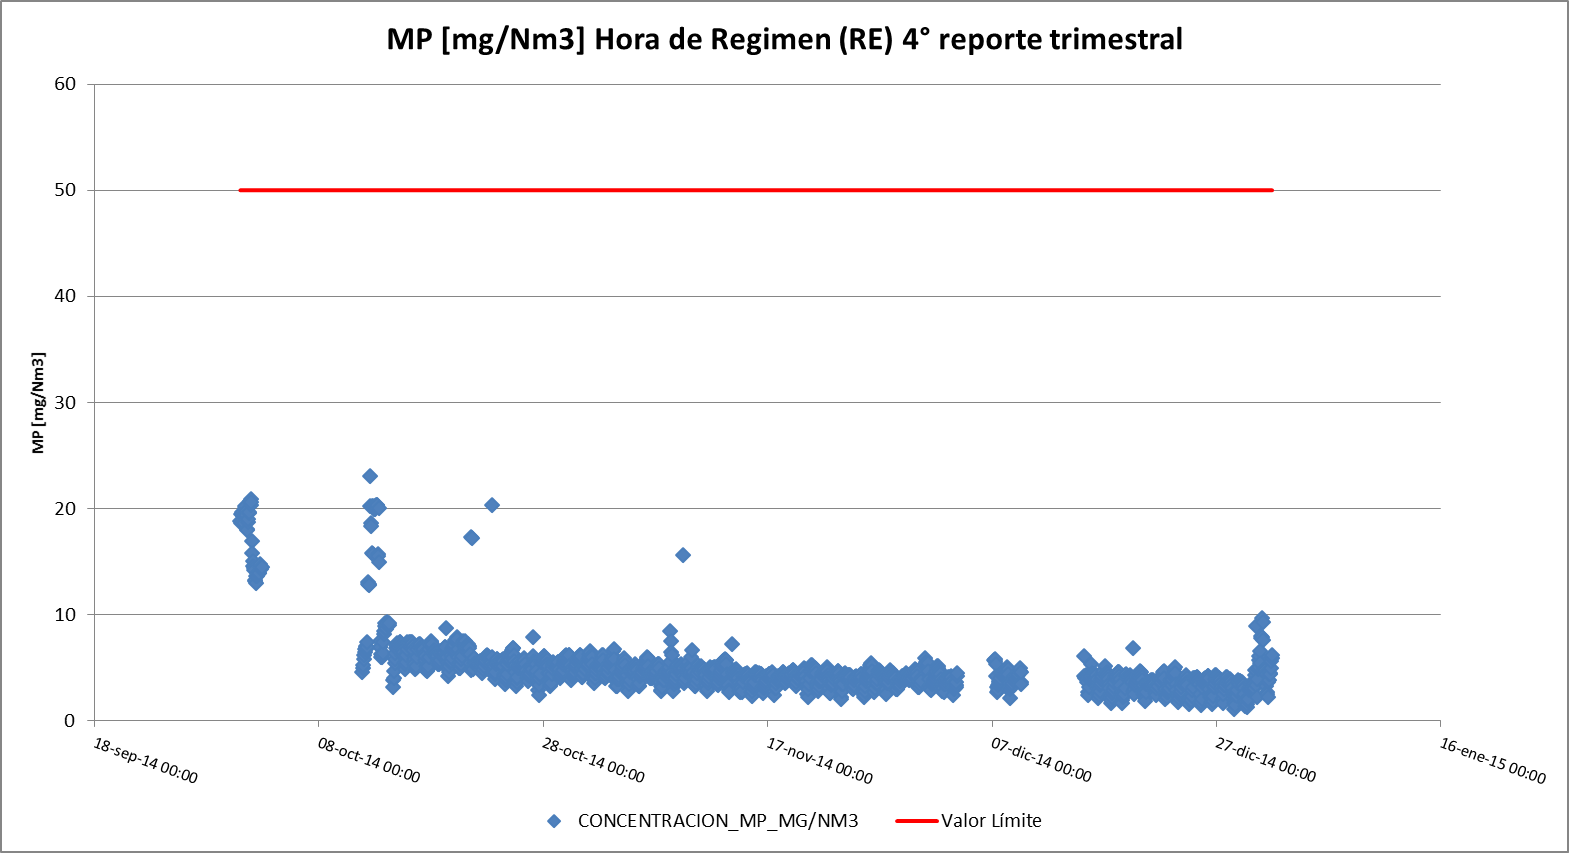 MP [mg/Nm3] Hora de Regimen (RE) 4° reporte trimestral
60
50
40
30
20
10
0
MP [mg/Nm3]
18-sep-14 00:00
08-oct-14 00:00
28-oct-14 00:00
17-nov-14 00:00
07-dic-14 00:00
27-dic-14 00:00
16-ene-15 00:00
CONCENTRACION_MP_MG/NM3
Valor Límite